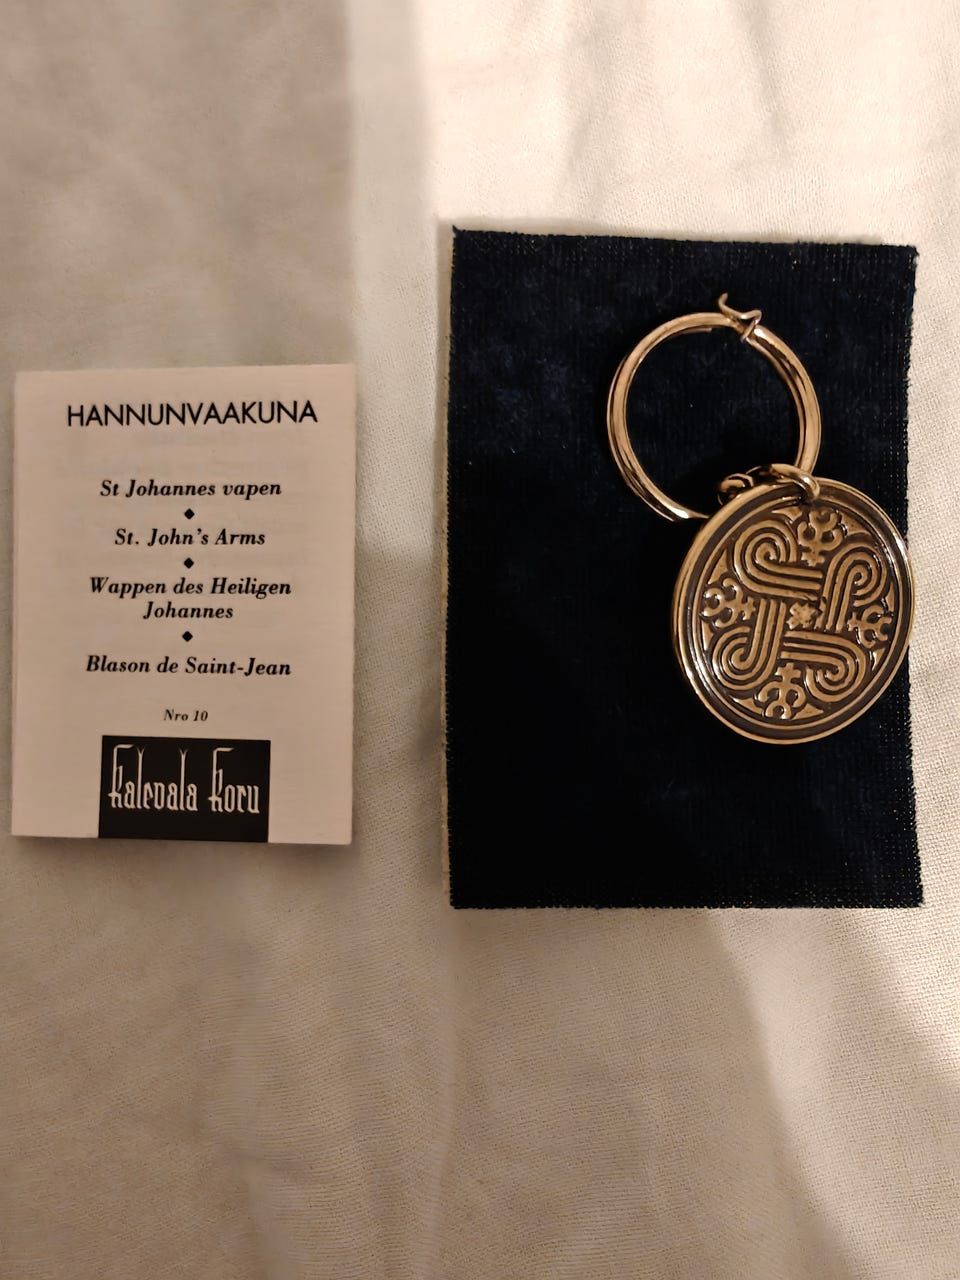 HANNUNVAAKUNA
St Johannes vapen
◆
St. John's Arms
◆
Wappen des Heiligen
Johannes
◆
Blason de Saint-Jean
Nro 10
Kalevala Koru